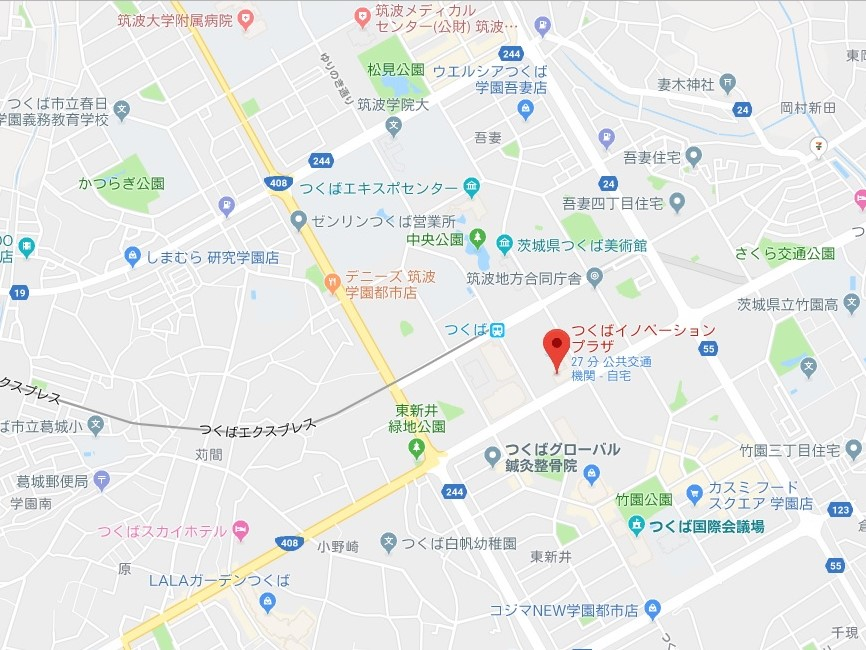 筑波大学附属病院
筑波メディカル
センター(公財) 筑波…
244
松見公園
ゆりのき通り
ウエルシアつくば
学園吾妻店
妻木神社
24
岡村新田
つくば市立春日
学園義務教育学校
筑波学院大
文
吾妻
244
408
24
吾妻住宅
かつらぎ公園
つくばエキスポセンター
吾妻四丁目住宅
ゼンリンつくば営業所
中央公園
茨城県つくば美術館
店
しまむら 研究学園店
さくら交通公園
デニーズ 筑波
学園都市店
筑波地方合同庁舎
19
茨城県立竹園高
文
つくば
つくばイノベーション
プラザ
27 分 公共交通
機関 - 自宅
55
クスプレス
つくばエクスプレス
東新井
緑地公園
ば市立葛城小
文
苅間
つくばグローバル
鍼灸整骨院
竹園三丁目住宅
葛城郵便局
学園南
244
竹園公園
カスミ フード
スクエア 学園店
123
つくばスカイホテル
つくば国際会議場
408
小野崎
文
つくば白帆幼稚園
東新井
原
55
LALAガーデンつくば
コジマNEW学園都市店
千現